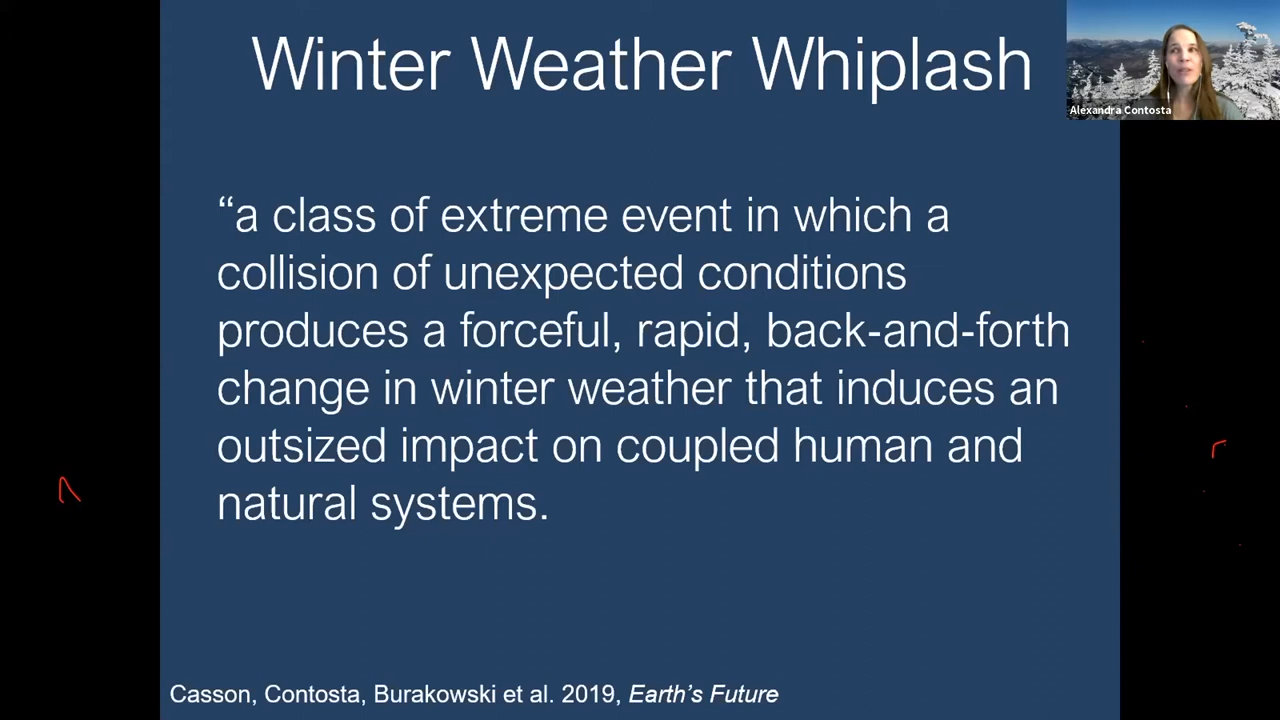 Winter Weather Whiplash
Alexandra Contosta
“a class of extreme event in which a
collision of unexpected conditions
produces a forceful, rapid, back-and-forth
change in winter weather that induces an
outsized impact on coupled human and
natural systems.
Casson, Contosta, Burakowski et al. 2019, Earth’s Future